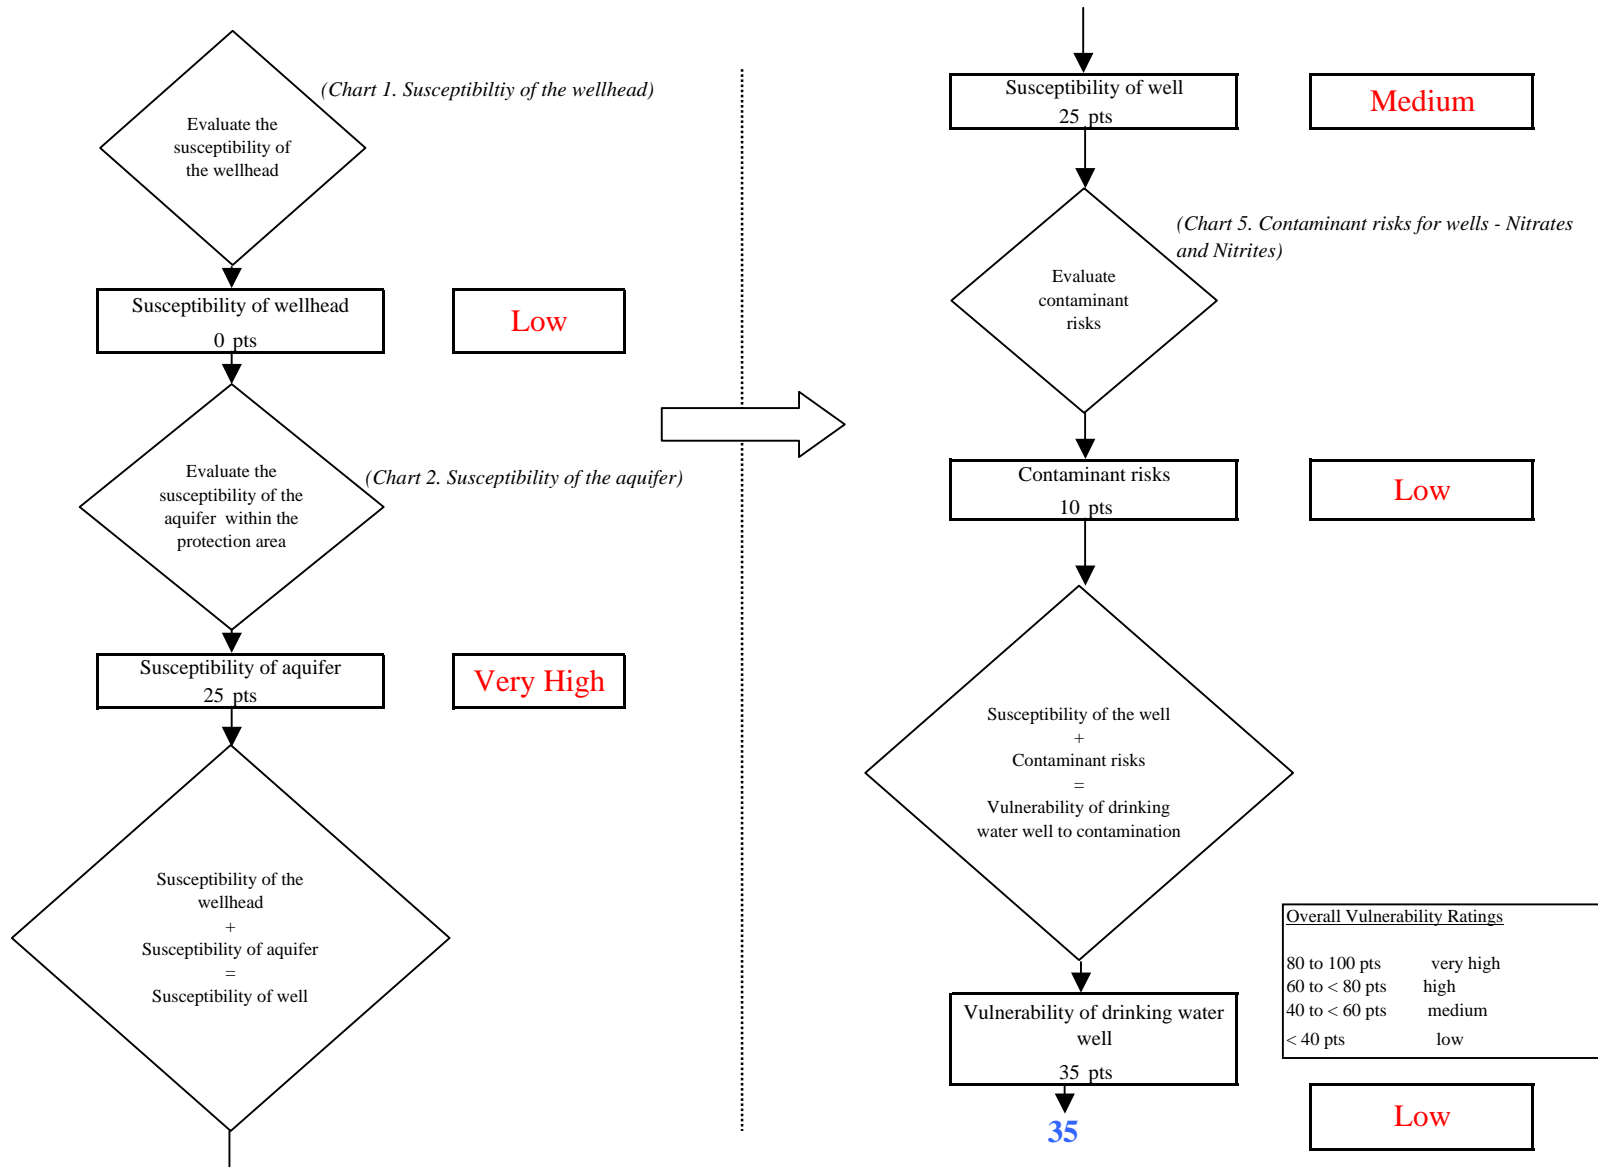 (Chart 1. Susceptibiltiy of the wellhead)
Evaluate the
susceptibility of
the wellhead
Susceptibility of wellhead
0 pts
Low
Evaluate the
susceptibility of the
aquifer within the
protection area
(Chart 2. Susceptibility of the aquifer)
Susceptibility of aquifer
25 pts
Very High
Susceptibility of the
wellhead
+
Susceptibility of aquifer
=
Susceptibility of well
Susceptibility of well
25 pts
Medium
(Chart 5. Contaminant risks for wells - Nitrates
and Nitrites)
Evaluate
contaminant
risks
Contaminant risks
10 pts
Low
Susceptibility of the well
+
Contaminant risks
=
Vulnerability of drinking
water well to contamination
Overall Vulnerability Ratings
80 to 100 pts very high
60 to < 80 pts high
40 to < 60 pts medium
< 40 pts low
Vulnerability of drinking water
well
35 pts
35
Low